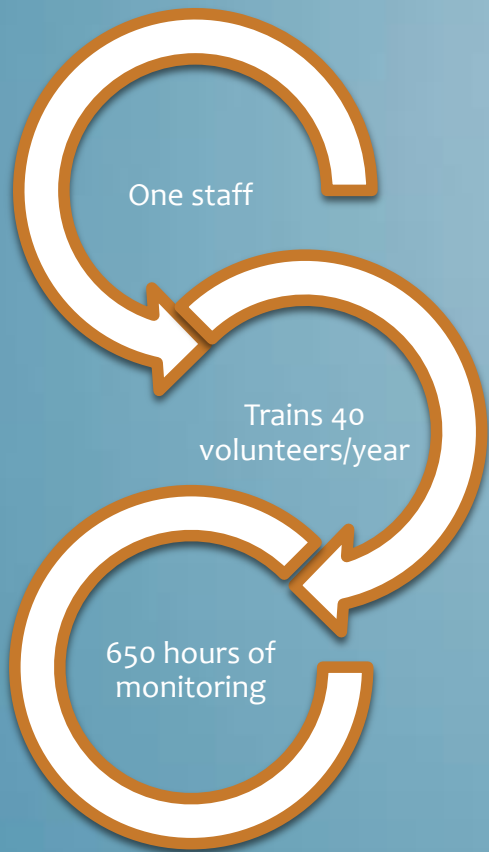 One staff
Trains 40
volunteers/year
650 hours of
monitoring